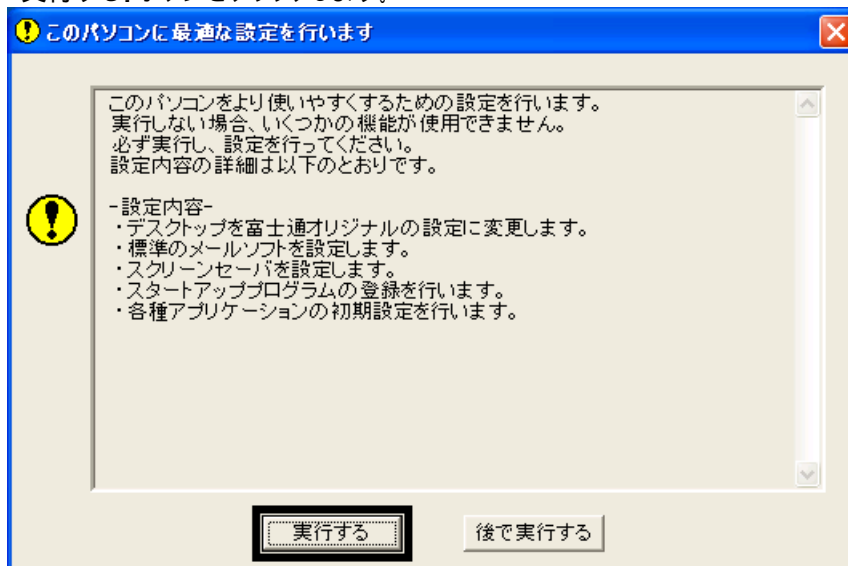 このパソコンに最適な設定を行います
このパソコンをより使いやすくするための設定を行います。
実行しない場合、いくつかの機能が使用できません。
必ず実行し、設定を行ってください。
設定内容の詳細は以下のとおりです。
-設定内容-
・デスクトップを富士通オリジナルの設定に変更します。
・標準のメールソフトを設定します。
・スクリーンセーバを設定します。
・スタートアッププログラムの登録を行います。
・各種アプリケーションの初期設定を行います。
実行する
後で実行する